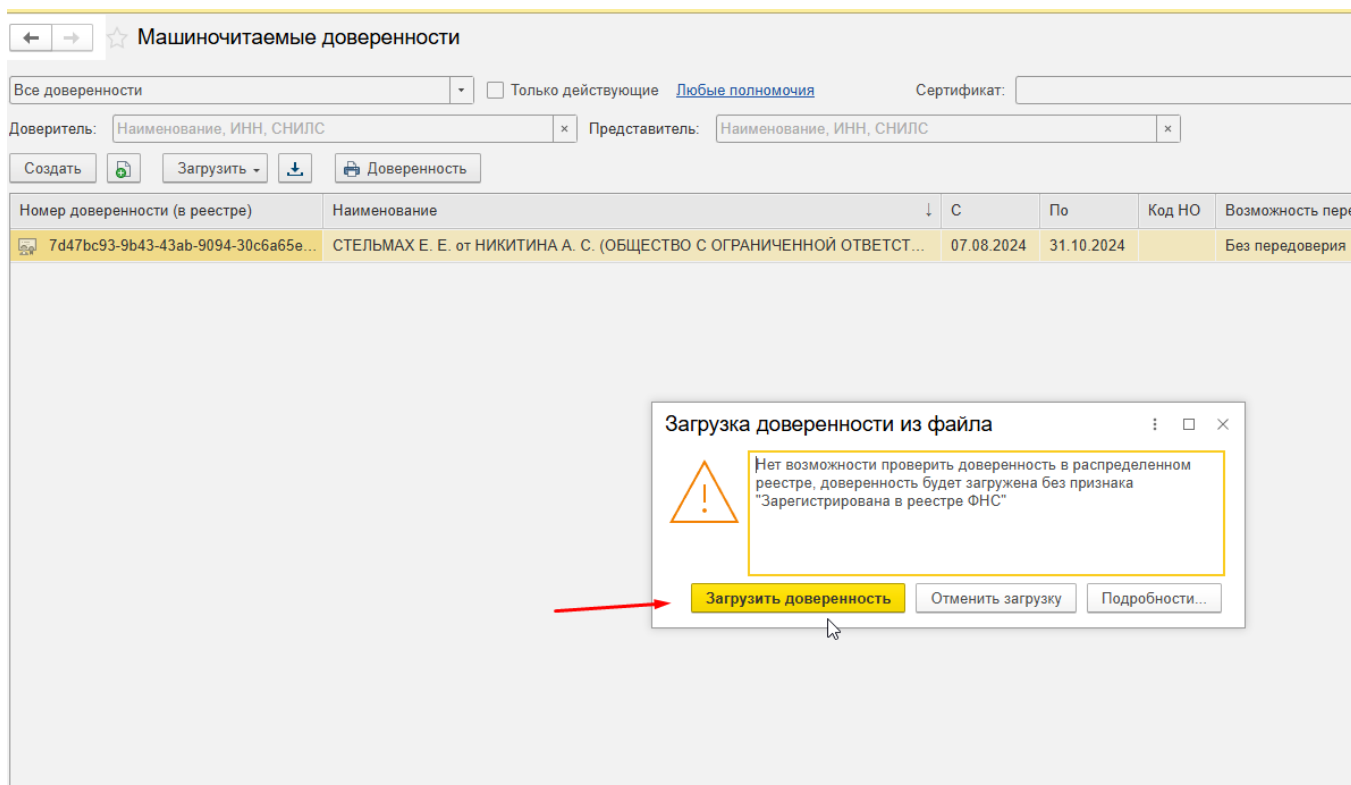 Машиночитаемые доверенности
Все доверенности Только действующие Любые полномочия Сертификат:
Доверитель: Наименование, ИНН, СНИЛС × Представитель: Наименование, ИНН, СНИЛС ×
Создать Загрузить Доверенность
Номер доверенности (в реестре) Наименование ↓ С По Код НО Возможность пере
7d47bc93-9b43-43ab-9094-30c6a65e... СТЕЛЬМАХ Е. Е. от НИКИТИНА А. С. (ОБЩЕСТВО С ОГРАНИЧЕННОЙ ОТВЕТСТ... 07.08.2024 31.10.2024 Без передоверия
Загрузка доверенности из файла
Нет возможности проверить доверенность в распределенном
реестре, доверенность будет загружена без признака
"Зарегистрирована в реестре ФНС"
Загрузить доверенность Отменить загрузку Подробности...